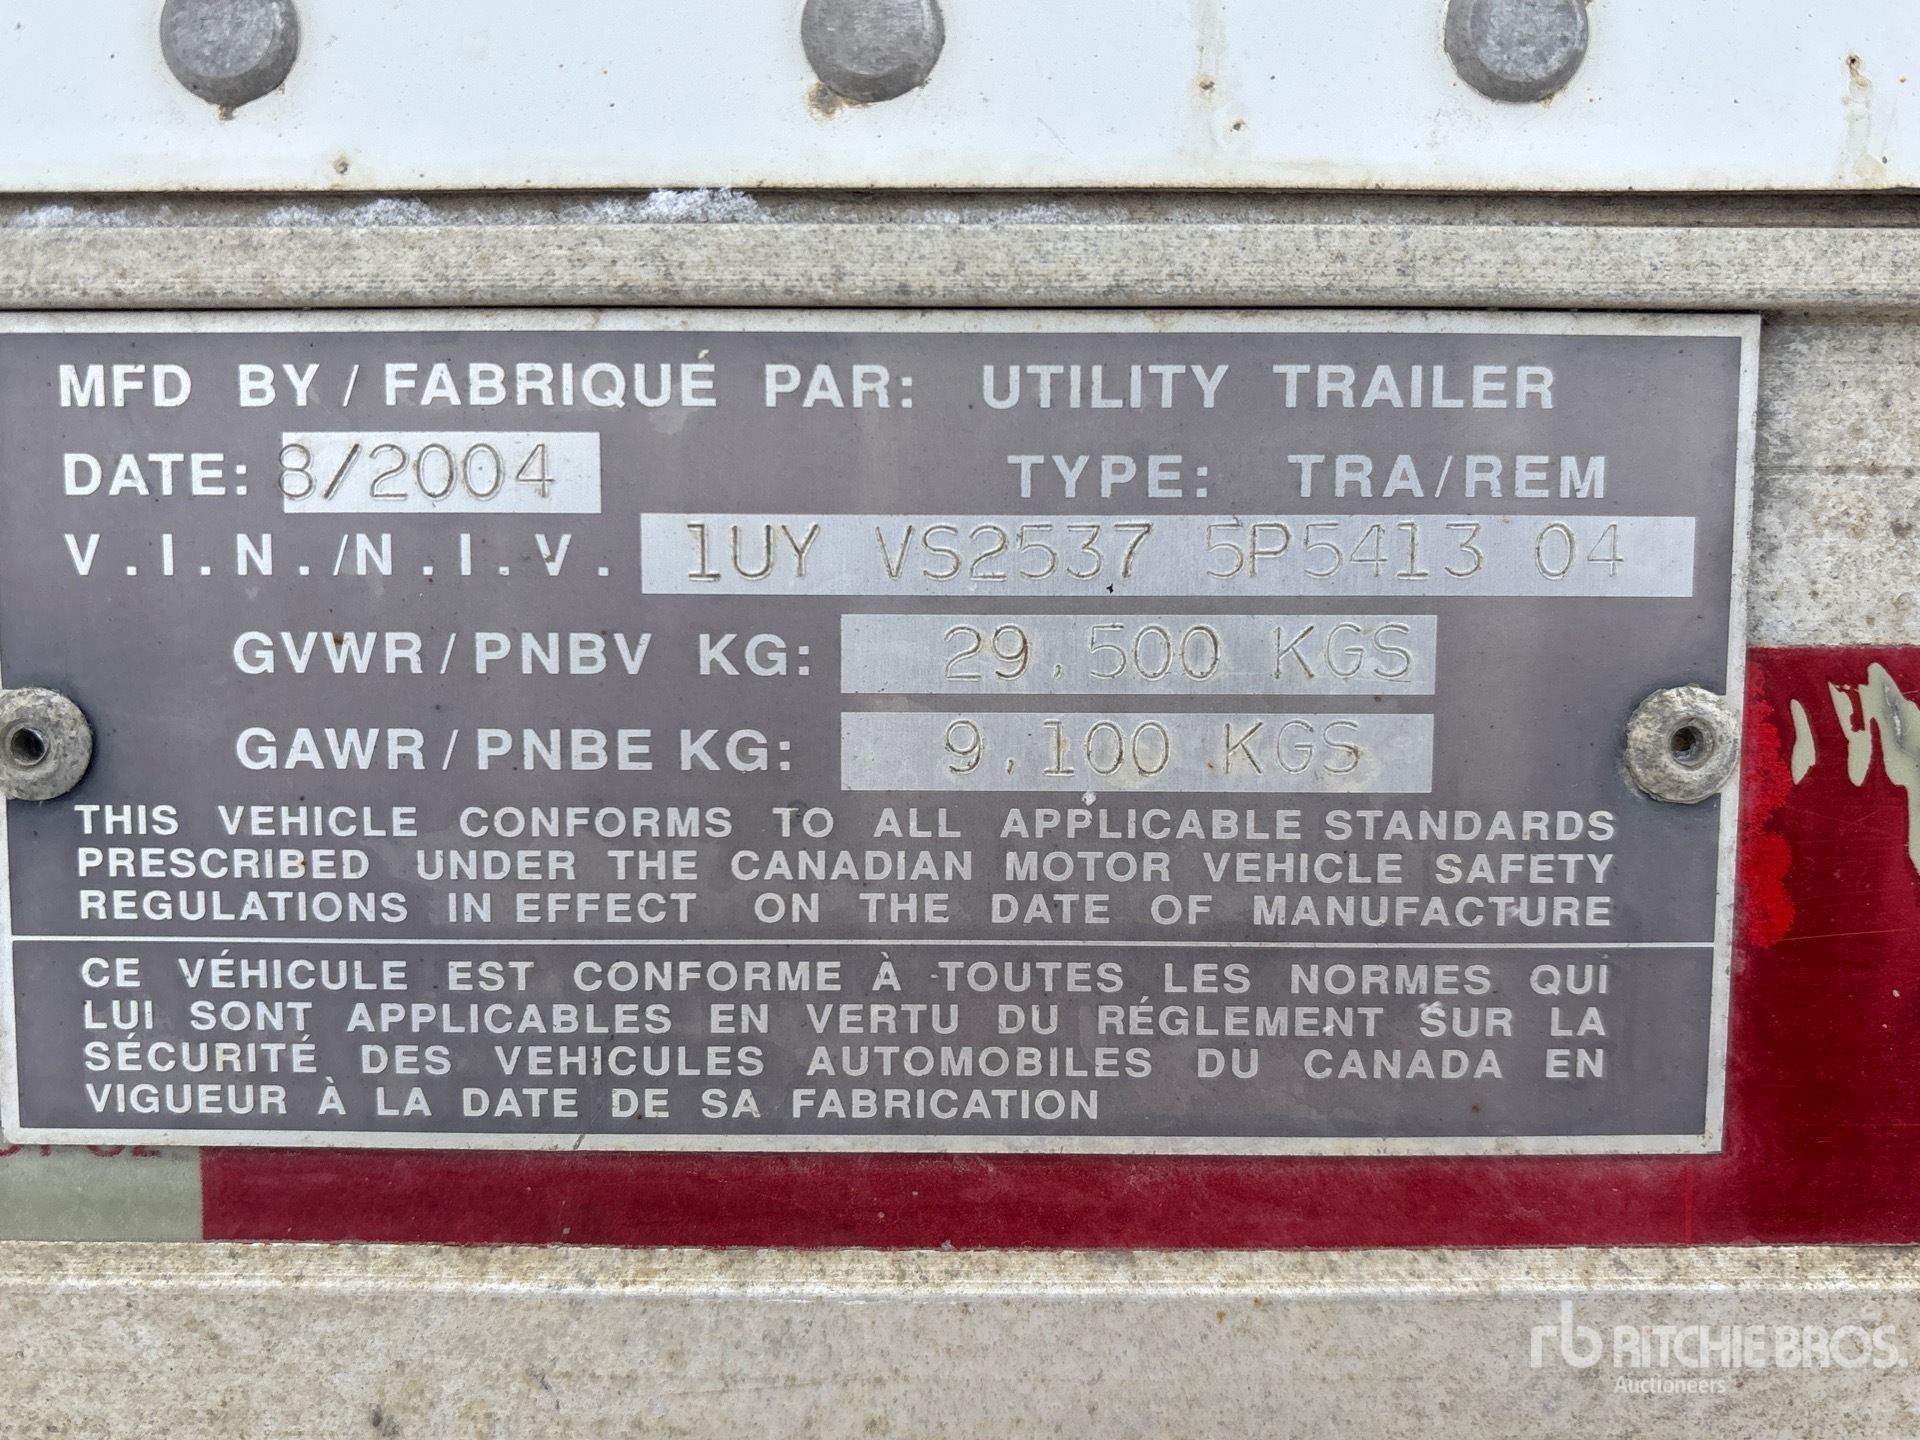 MFD BY / FABRIQUÉ PAR: UTILITY TRAILER
DATE: 8/2004 TYPE: TRA/REM
V.I.N./N.I.V. 1UY VS2537 5P5413 04
GVWR / PNBV KG: 29,500 KGS
GAWR / PNBE KG: 9,100 KGS
THIS VEHICLE CONFORMS TO ALL APPLICABLE STANDARDS
PRESCRIBED UNDER THE CANADIAN MOTOR VEHICLE SAFETY
REGULATIONS IN EFFECT ON THE DATE OF MANUFACTURE
CE VÉHICULE EST CONFORME À TOUTES LES NORMES QUI
LUI SONT APPLICABLES EN VERTU DU RÉGLEMENT SUR LA
SÉCURITÉ DES VEHICULES AUTOMOBILES DU CANADA EN
VIGUEUR À LA DATE DE SA FABRICATION
rb RITCHIE BROS.
Auctioneers